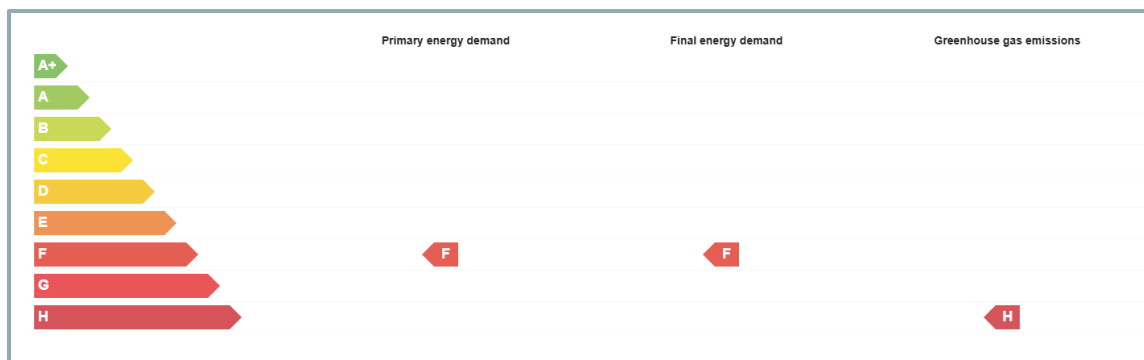 Primary energy demand Final energy demand Greenhouse gas emissions
A+
A
B
C
D
E
F F F
G
H H